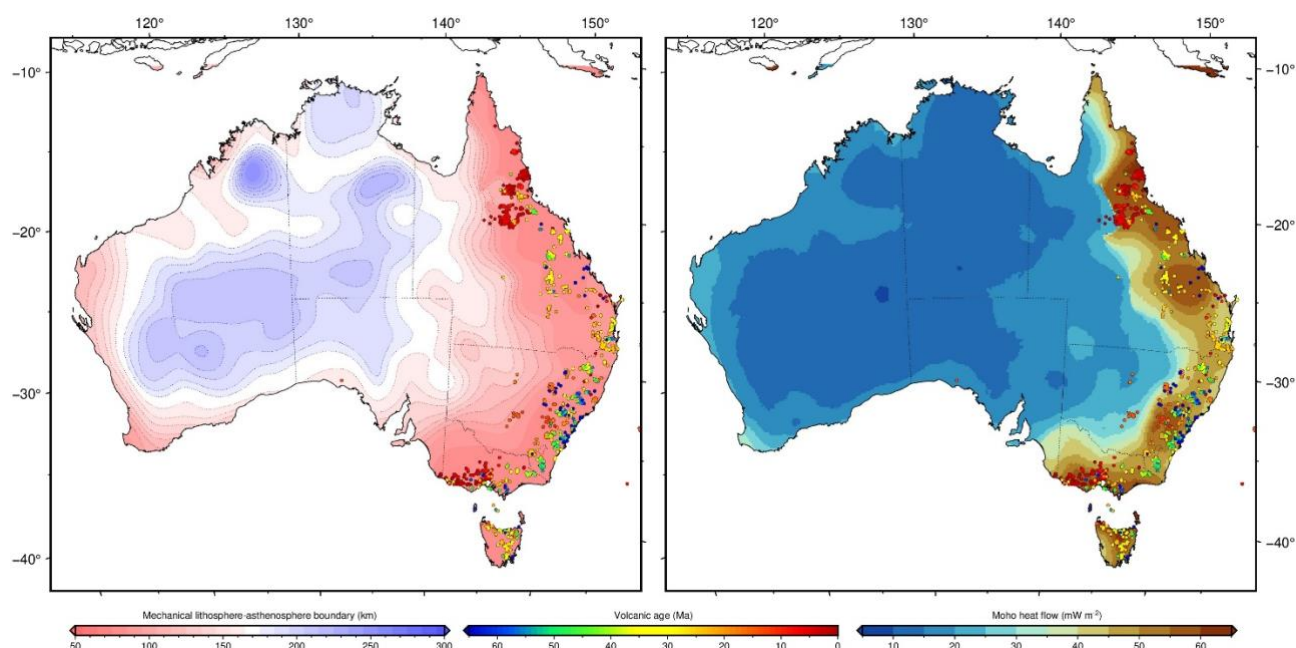 120° 130° 140° 150° 120° 130° 140° 150°
−10° −10°
−20° −20°
−30° −30°
−40° −40°
Mechanical lithosphere-asthenosphere boundary (km) Volcanic age (Ma) Moho heat flow (mW m⁻²)
50 100 150 200 250 300 60 50 40 30 20 10 0 10 20 30 40 50 60